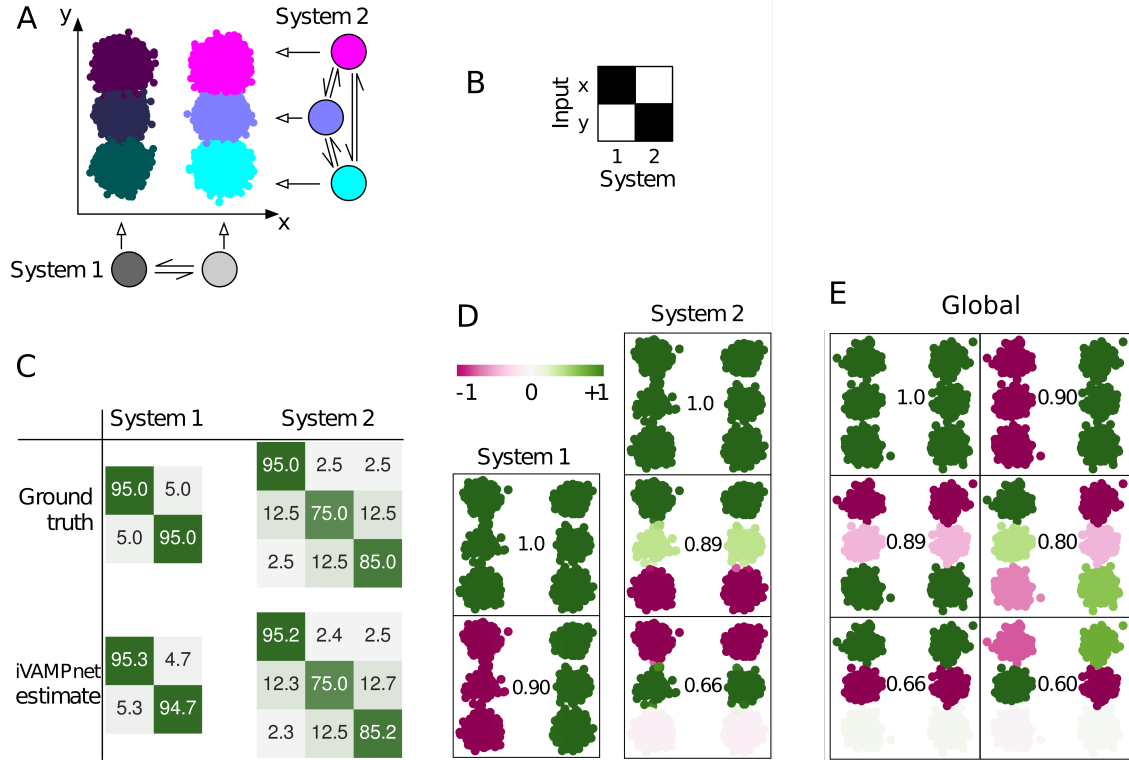 A
y
System 2
x
System 1
B
Input
x
y
1 2
System
C
System 1 System 2
Ground truth
95.0 5.0
5.0 95.0
95.0 2.5 2.5
12.5 75.0 12.5
2.5 12.5 85.0
iVAMPnet estimate
95.3 4.7
5.3 94.7
95.2 2.4 2.5
12.3 75.0 12.7
2.3 12.5 85.2
D
-1 0 +1
System 1
1.0
0.90
System 2
1.0
0.89
0.66
E
Global
1.0 0.90
0.89 0.80
0.66 0.60